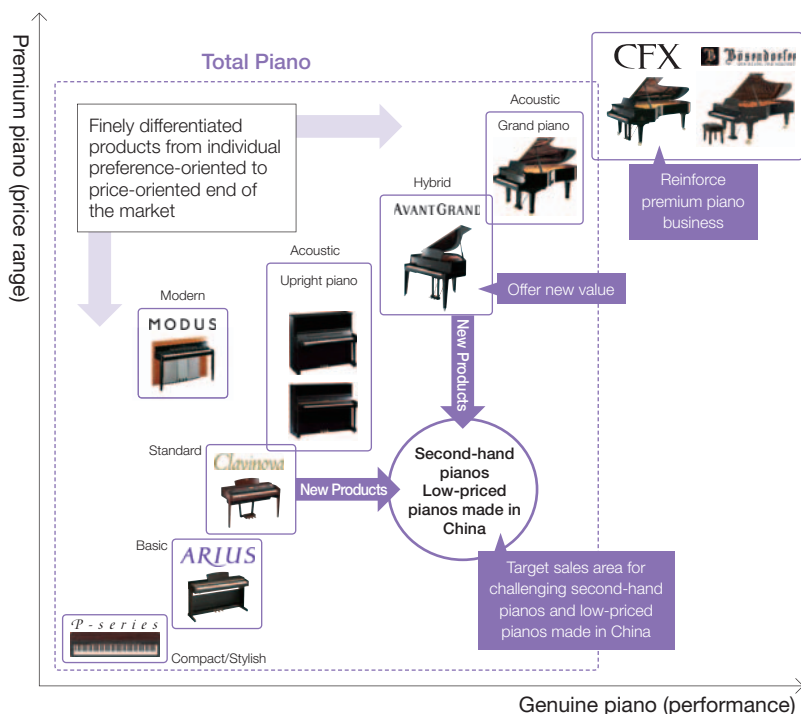 Premium piano (price range)
Total Piano
Finely differentiated
products from individual
preference-oriented to
price-oriented end of
the market
CFX
Bösendorfer
Reinforce
premium piano
business
Acoustic
Grand piano
Hybrid
AVANTGRAND
Offer new value
Acoustic
Upright piano
Modern
MODUS
New Products
Standard
Clavinova
New Products
Second-hand
pianos
Low-priced
pianos made in
China
Basic
ARIUS
Target sales area for
challenging second-hand
pianos and low-priced
pianos made in China
P-series
Compact/Stylish
Genuine piano (performance)